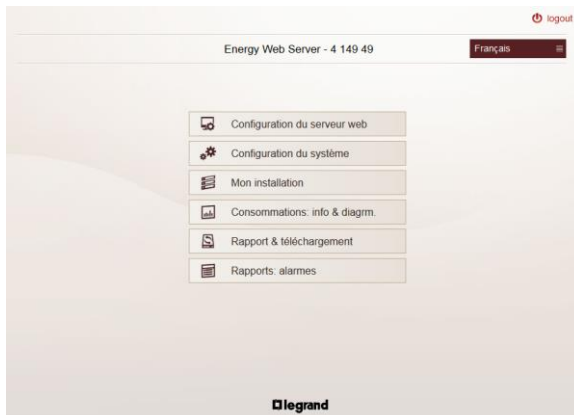 logout
Energy Web Server - 4 149 49
Français
Configuration du serveur web
Configuration du système
Mon installation
Consommations: info & diagrm.
Rapport & téléchargement
Rapports: alarmes
legrand